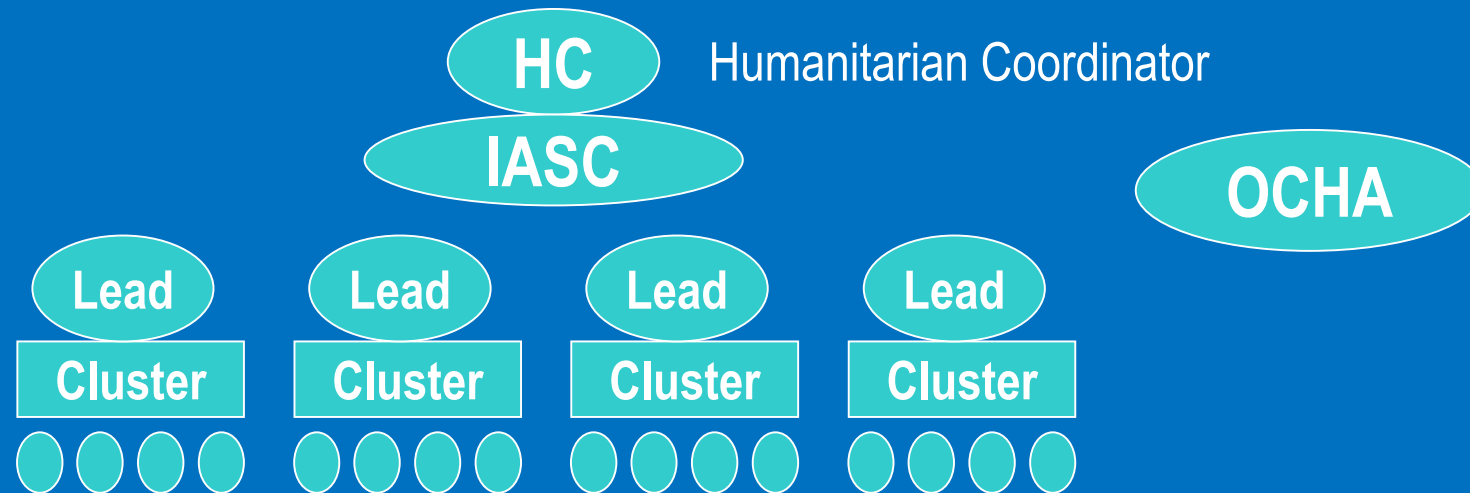 HC
Humanitarian Coordinator
IASC
OCHA
Lead
Lead
Lead
Lead
Cluster
Cluster
Cluster
Cluster